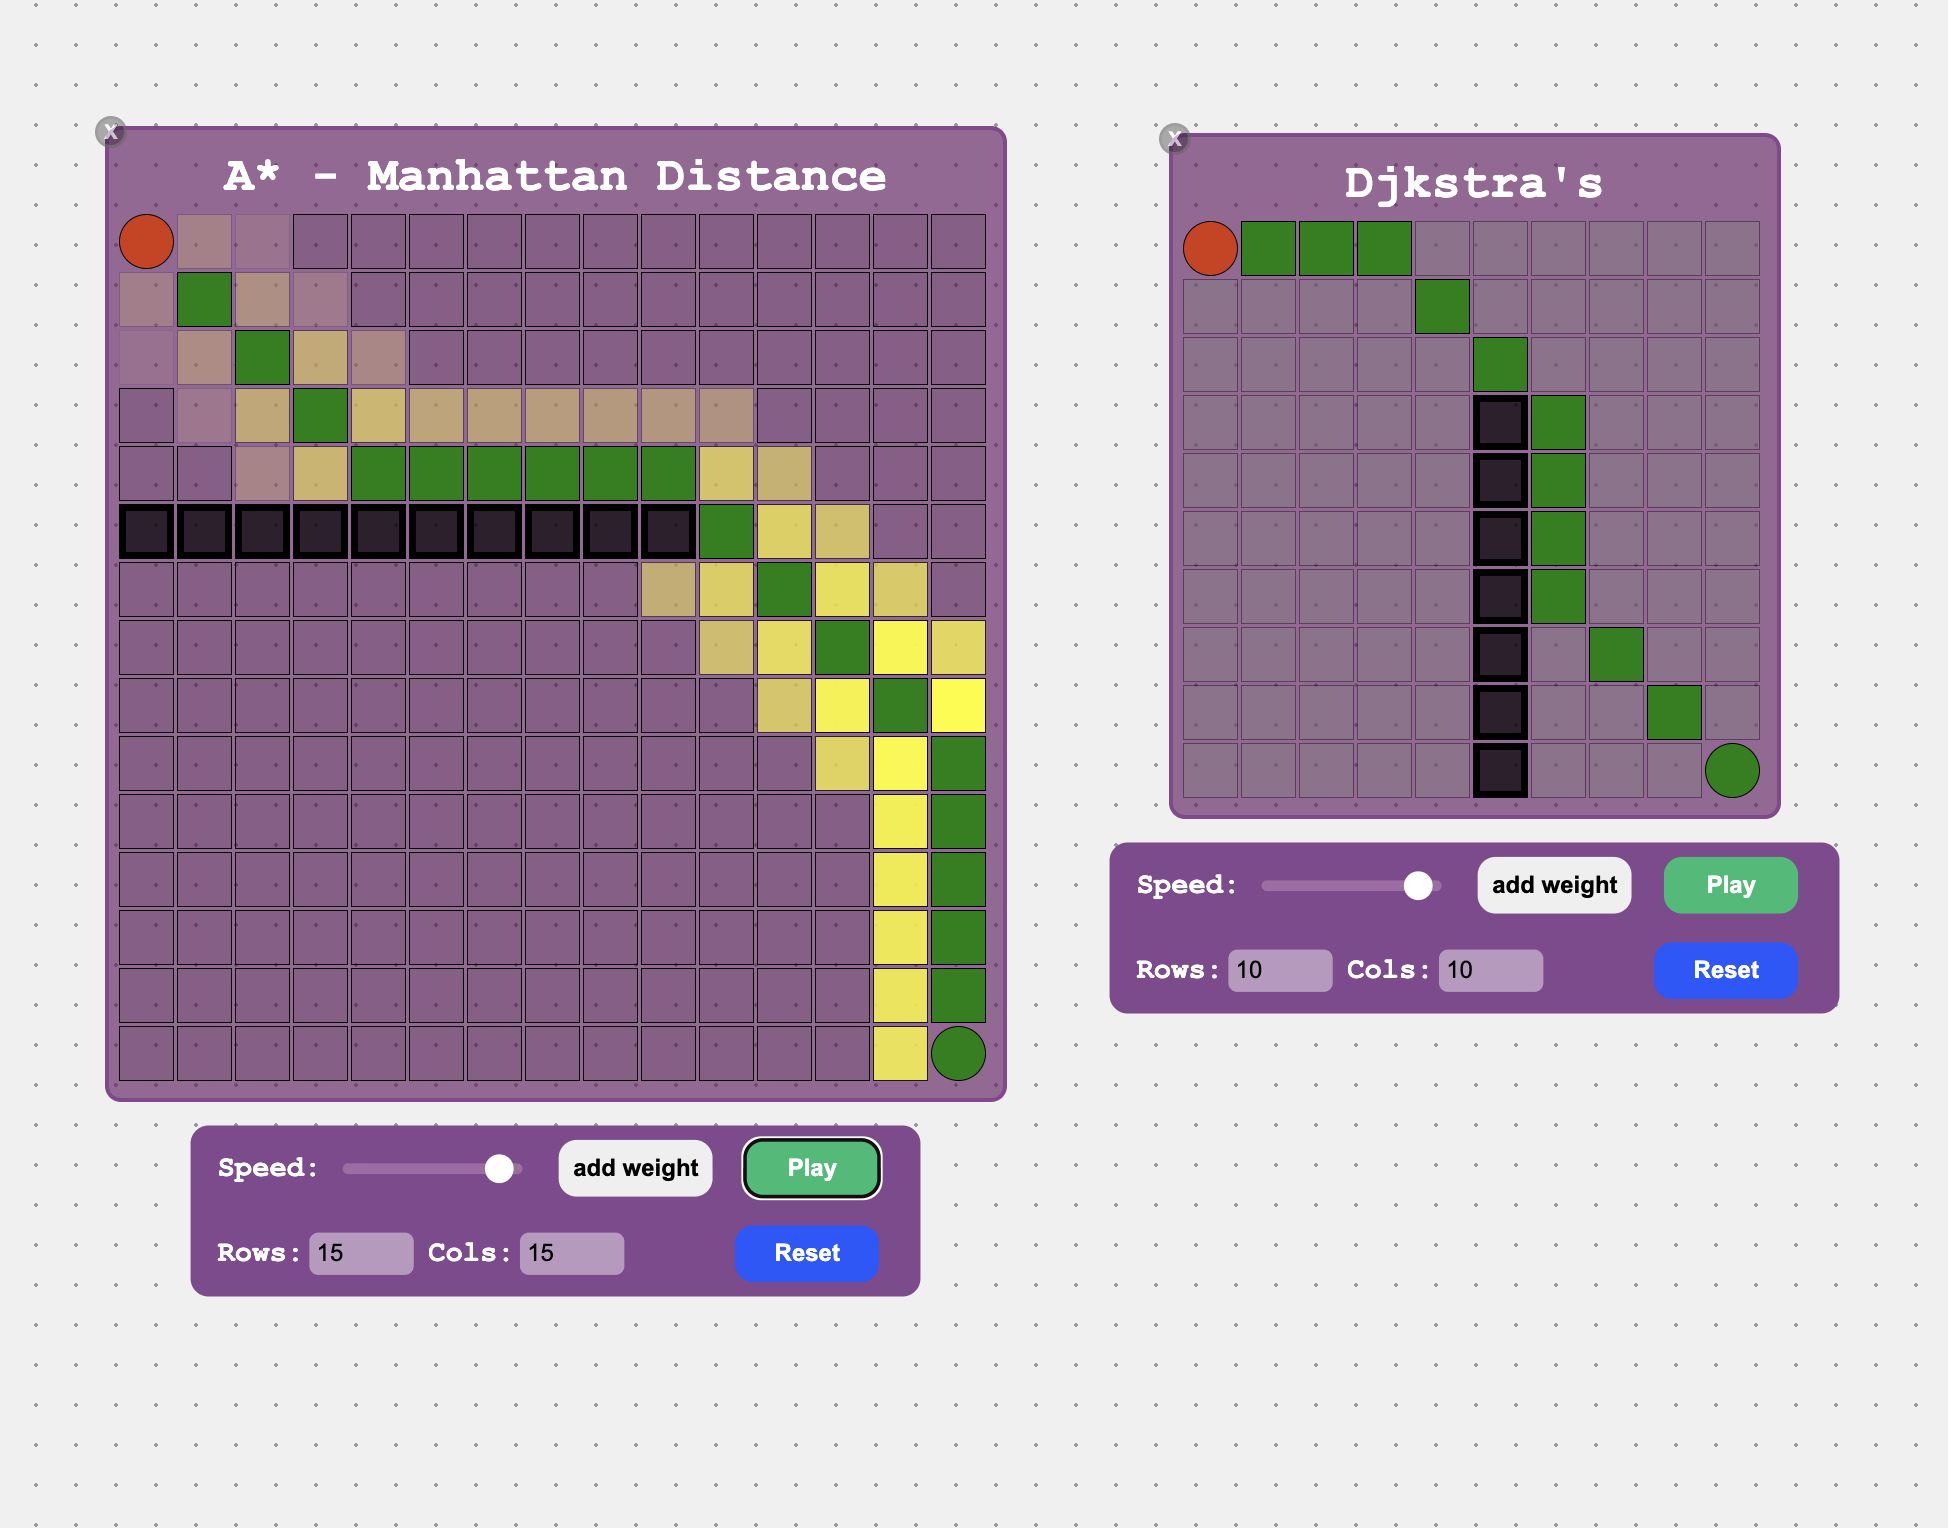 X
A* - Manhattan Distance
Speed:
add weight
Play
Rows: 15 Cols: 15
Reset
X
Djkstra's
Speed:
add weight
Play
Rows: 10 Cols: 10
Reset